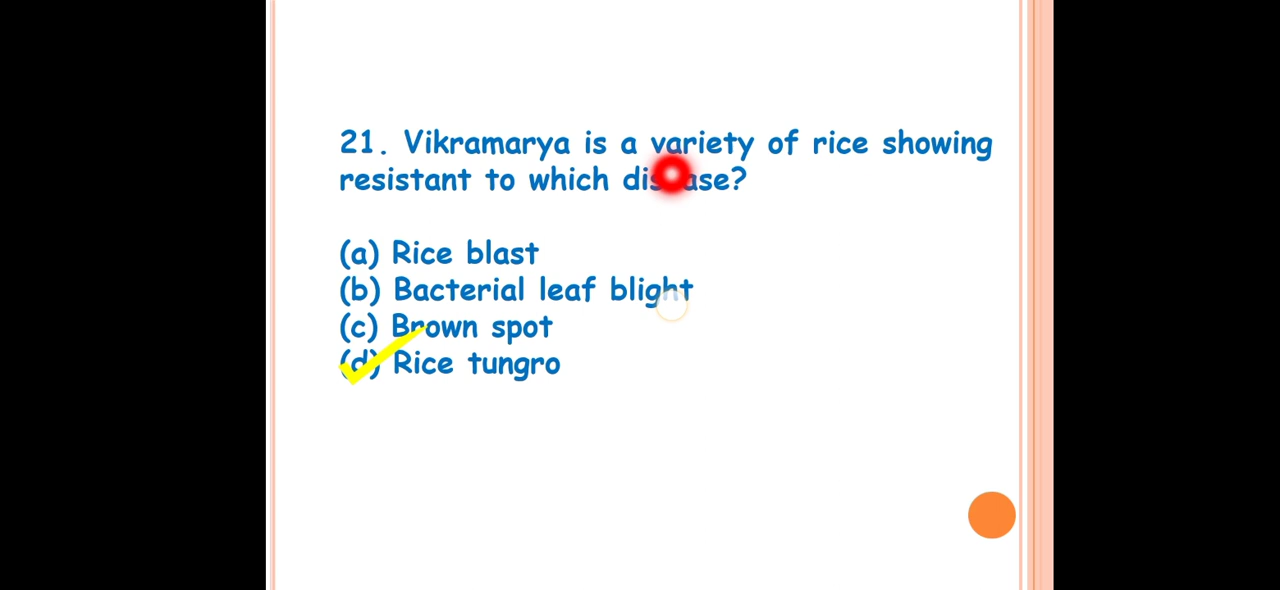 21. Vikramarya is a variety of rice showing
resistant to which disease?
(a) Rice blast
(b) Bacterial leaf blight
(c) Brown spot
(d) Rice tungro